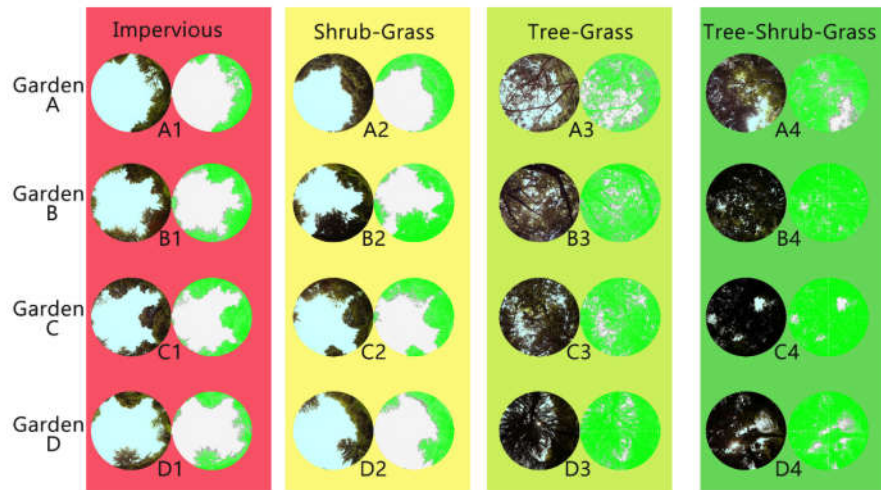 Impervious
Shrub-Grass
Tree-Grass
Tree-Shrub-Grass
Garden
A
A1
A2
A3
A4
Garden
B
B1
B2
B3
B4
Garden
C
C1
C2
C3
C4
Garden
D
D1
D2
D3
D4